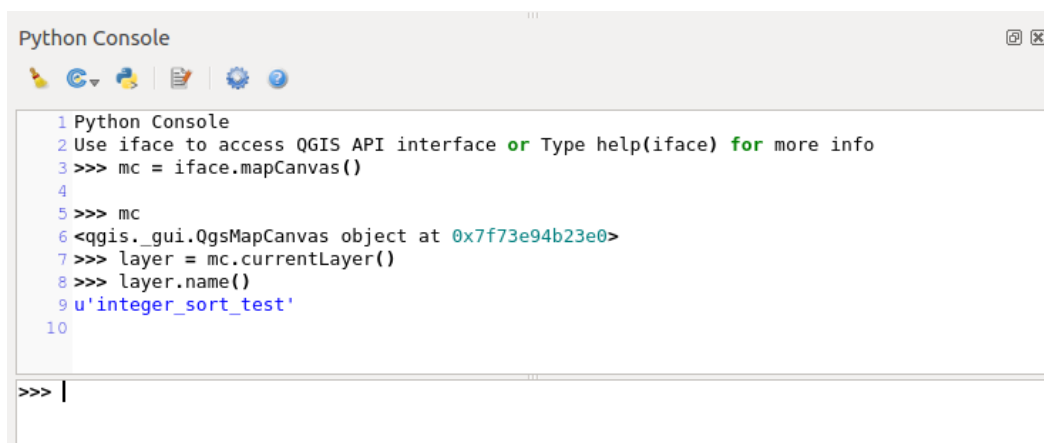 Python Console
1 Python Console
2 Use iface to access QGIS API interface or Type help(iface) for more info
3 >>> mc = iface.mapCanvas()
4
5 >>> mc
6 <qgis._gui.QgsMapCanvas object at 0x7f73e94b23e0>
7 >>> layer = mc.currentLayer()
8 >>> layer.name()
9 u'integer_sort_test'
10
>>>